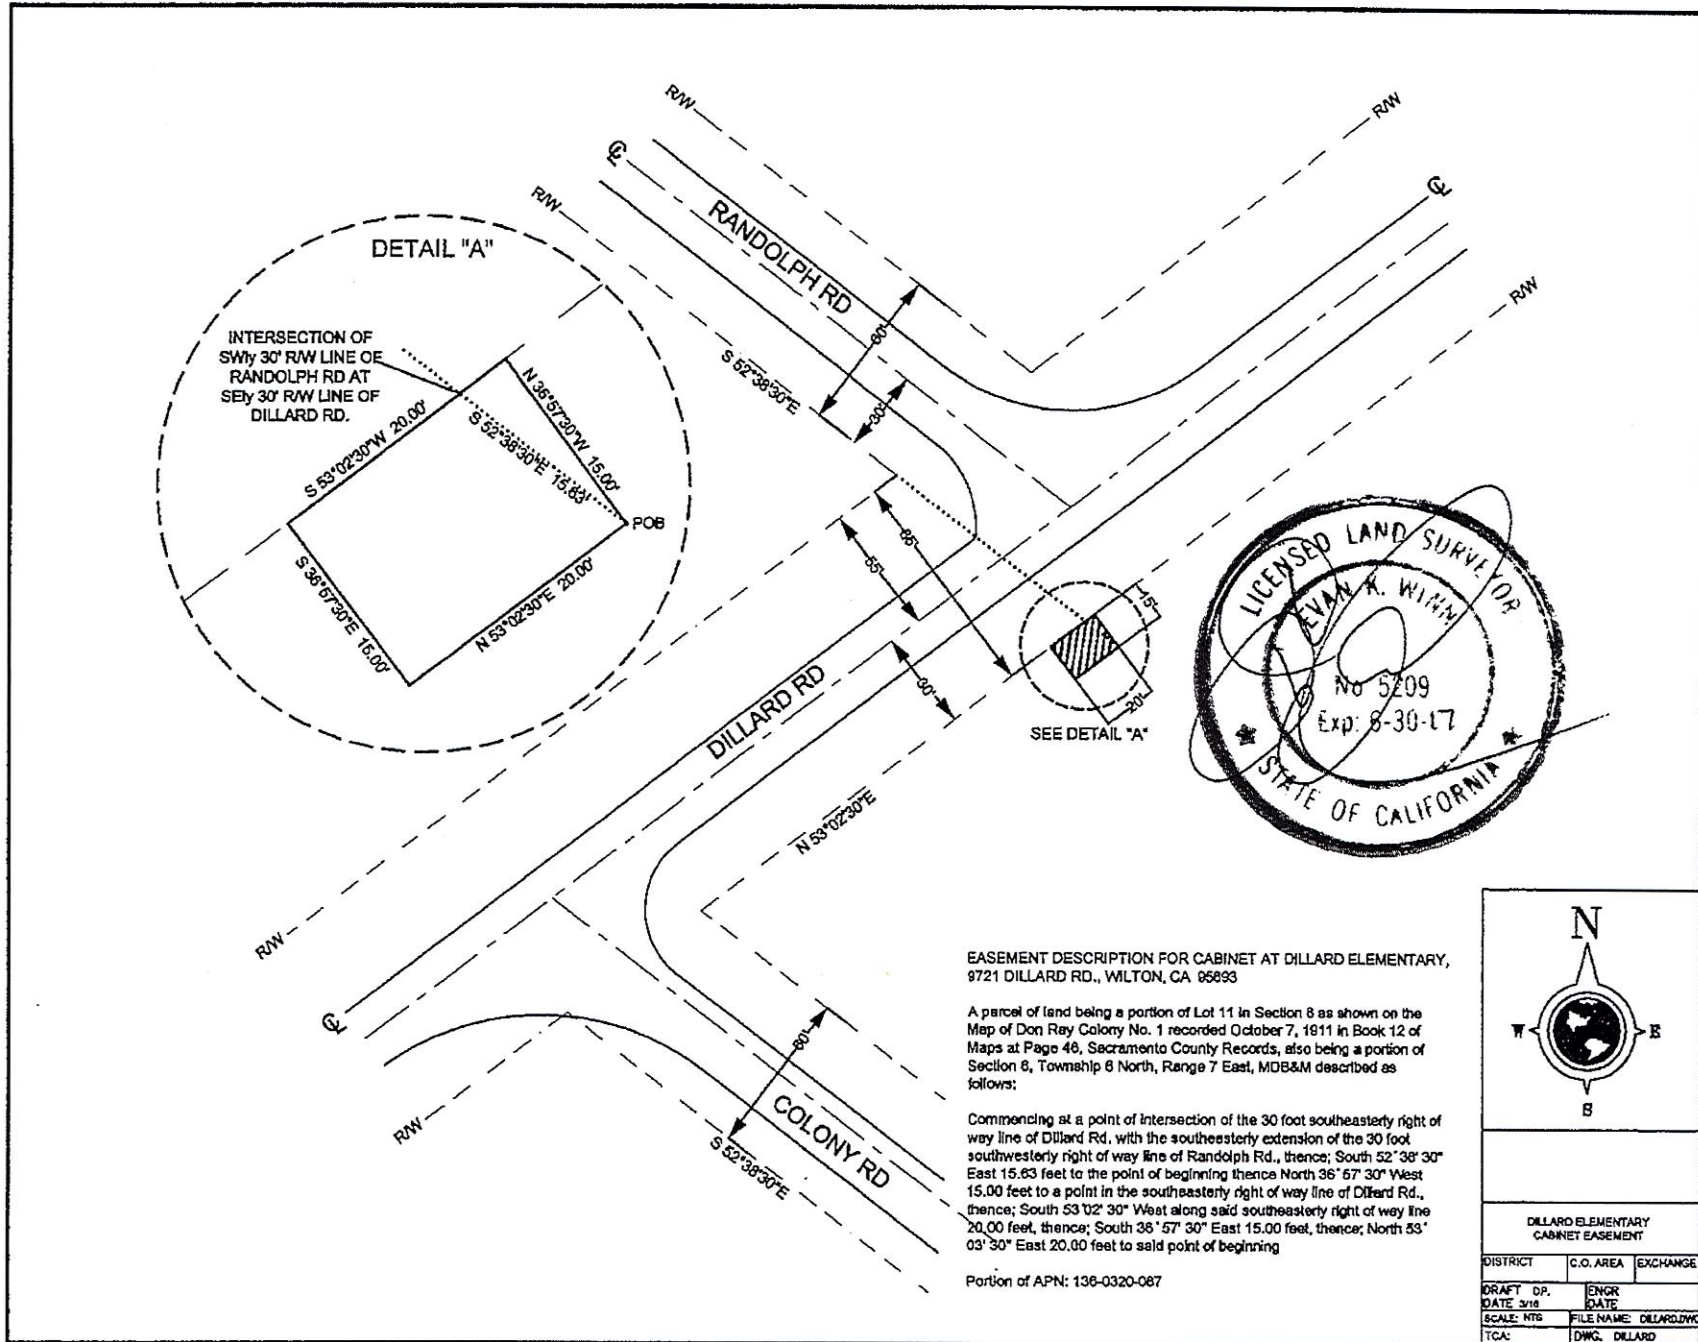 R/W
R/W
R/W
R/W
R/W
R/W
RANDOLPH RD
DETAIL "A"
INTERSECTION OF
SWly 30' R/W LINE OF
RANDOLPH RD AT
SEly 30' R/W LINE OF
DILLARD RD.
S 53°02'30"W 20.00'
N 36°57'30"W 15.00'
S 52°38'30"E 15.63'
POB
S 36°57'30"E 15.00'
N 53°02'30"E 20.00'
S 52°38'30"E
60'
30'
85'
55'
30'
15'
20'
SEE DETAIL "A"
DILLARD RD
N 53°02'30"E
LICENSED LAND SURVEYOR
EVAN K. WINN
No 5209
Exp: 6-30-17
STATE OF CALIFORNIA
60'
COLONY RD
S 52°38'30"E
EASEMENT DESCRIPTION FOR CABINET AT DILLARD ELEMENTARY,
9721 DILLARD RD., WILTON, CA 95693
A parcel of land being a portion of Lot 11 in Section 8 as shown on the
Map of Don Ray Colony No. 1 recorded October 7, 1911 in Book 12 of
Maps at Page 46, Sacramento County Records, also being a portion of
Section 8, Township 6 North, Range 7 East, MDB&M described as
follows:
Commencing at a point of intersection of the 30 foot southeasterly right of
way line of Dillard Rd, with the southeasterly extension of the 30 foot
southwesterly right of way line of Randolph Rd., thence; South 52°38'30"
East 15.63 feet to the point of beginning thence North 36°57'30" West
15.00 feet to a point in the southeasterly right of way line of Dillard Rd.,
thence; South 53°02'30" West along said southeasterly right of way line
20.00 feet, thence; South 36°57'30" East 15.00 feet, thence; North 53°
03'30" East 20.00 feet to said point of beginning
Portion of APN: 136-0320-087
N
W E
S
DILLARD ELEMENTARY
CABINET EASEMENT
DISTRICT C.O. AREA EXCHANGE
DRAFT DP. ENGR
DATE 3/16 DATE
SCALE: NTS FILE NAME: DILLARD.DWG
TCA: DWG. DILLARD